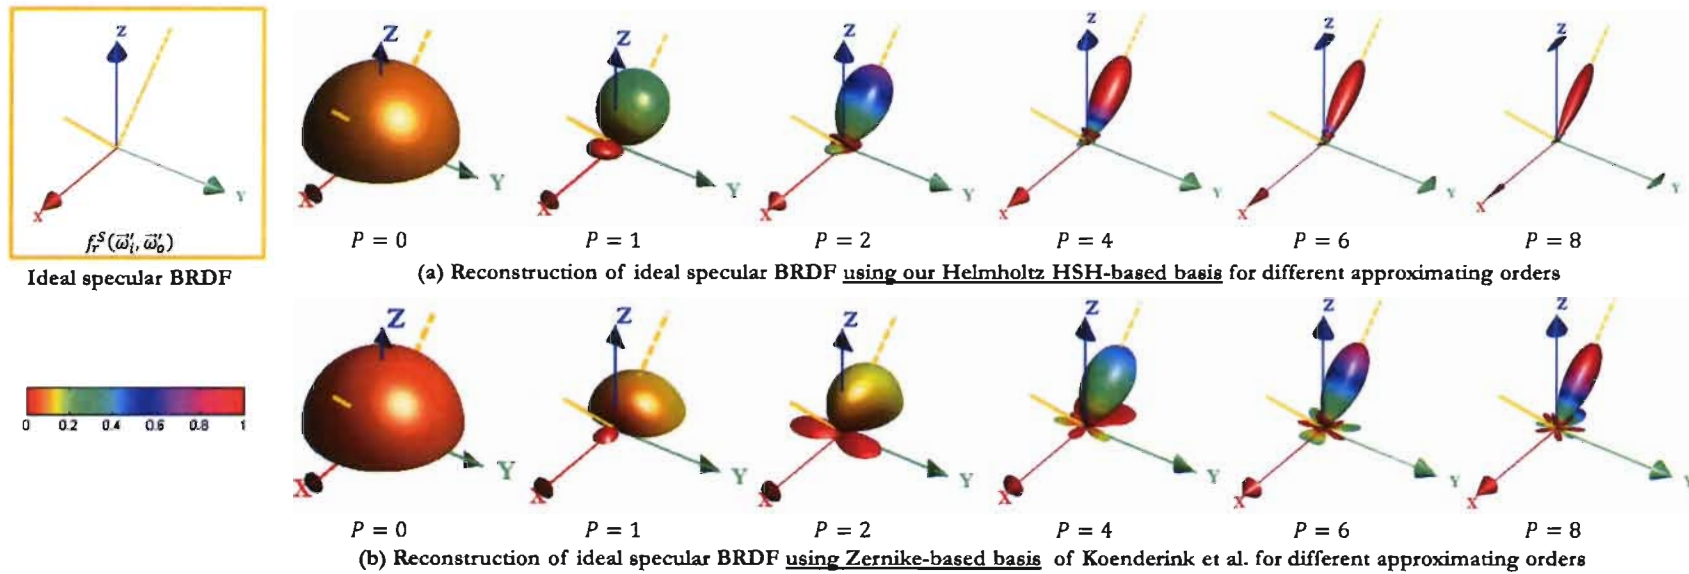 Z
Y
X
f_r^S(ω⃗′_i, ω⃗′_o)
Ideal specular BRDF
Z
Y
X
P = 0
Z
Y
X
P = 1
Z
Y
X
P = 2
Z
Y
X
P = 4
Z
Y
X
P = 6
Z
Y
X
P = 8
(a) Reconstruction of ideal specular BRDF using our Helmholtz HSH-based basis for different approximating orders
0 0.2 0.4 0.6 0.8 1
Z
Y
X
P = 0
Z
Y
X
P = 1
Z
Y
X
P = 2
Z
Y
X
P = 4
Z
Y
X
P = 6
Z
Y
X
P = 8
(b) Reconstruction of ideal specular BRDF using Zernike-based basis of Koenderink et al. for different approximating orders